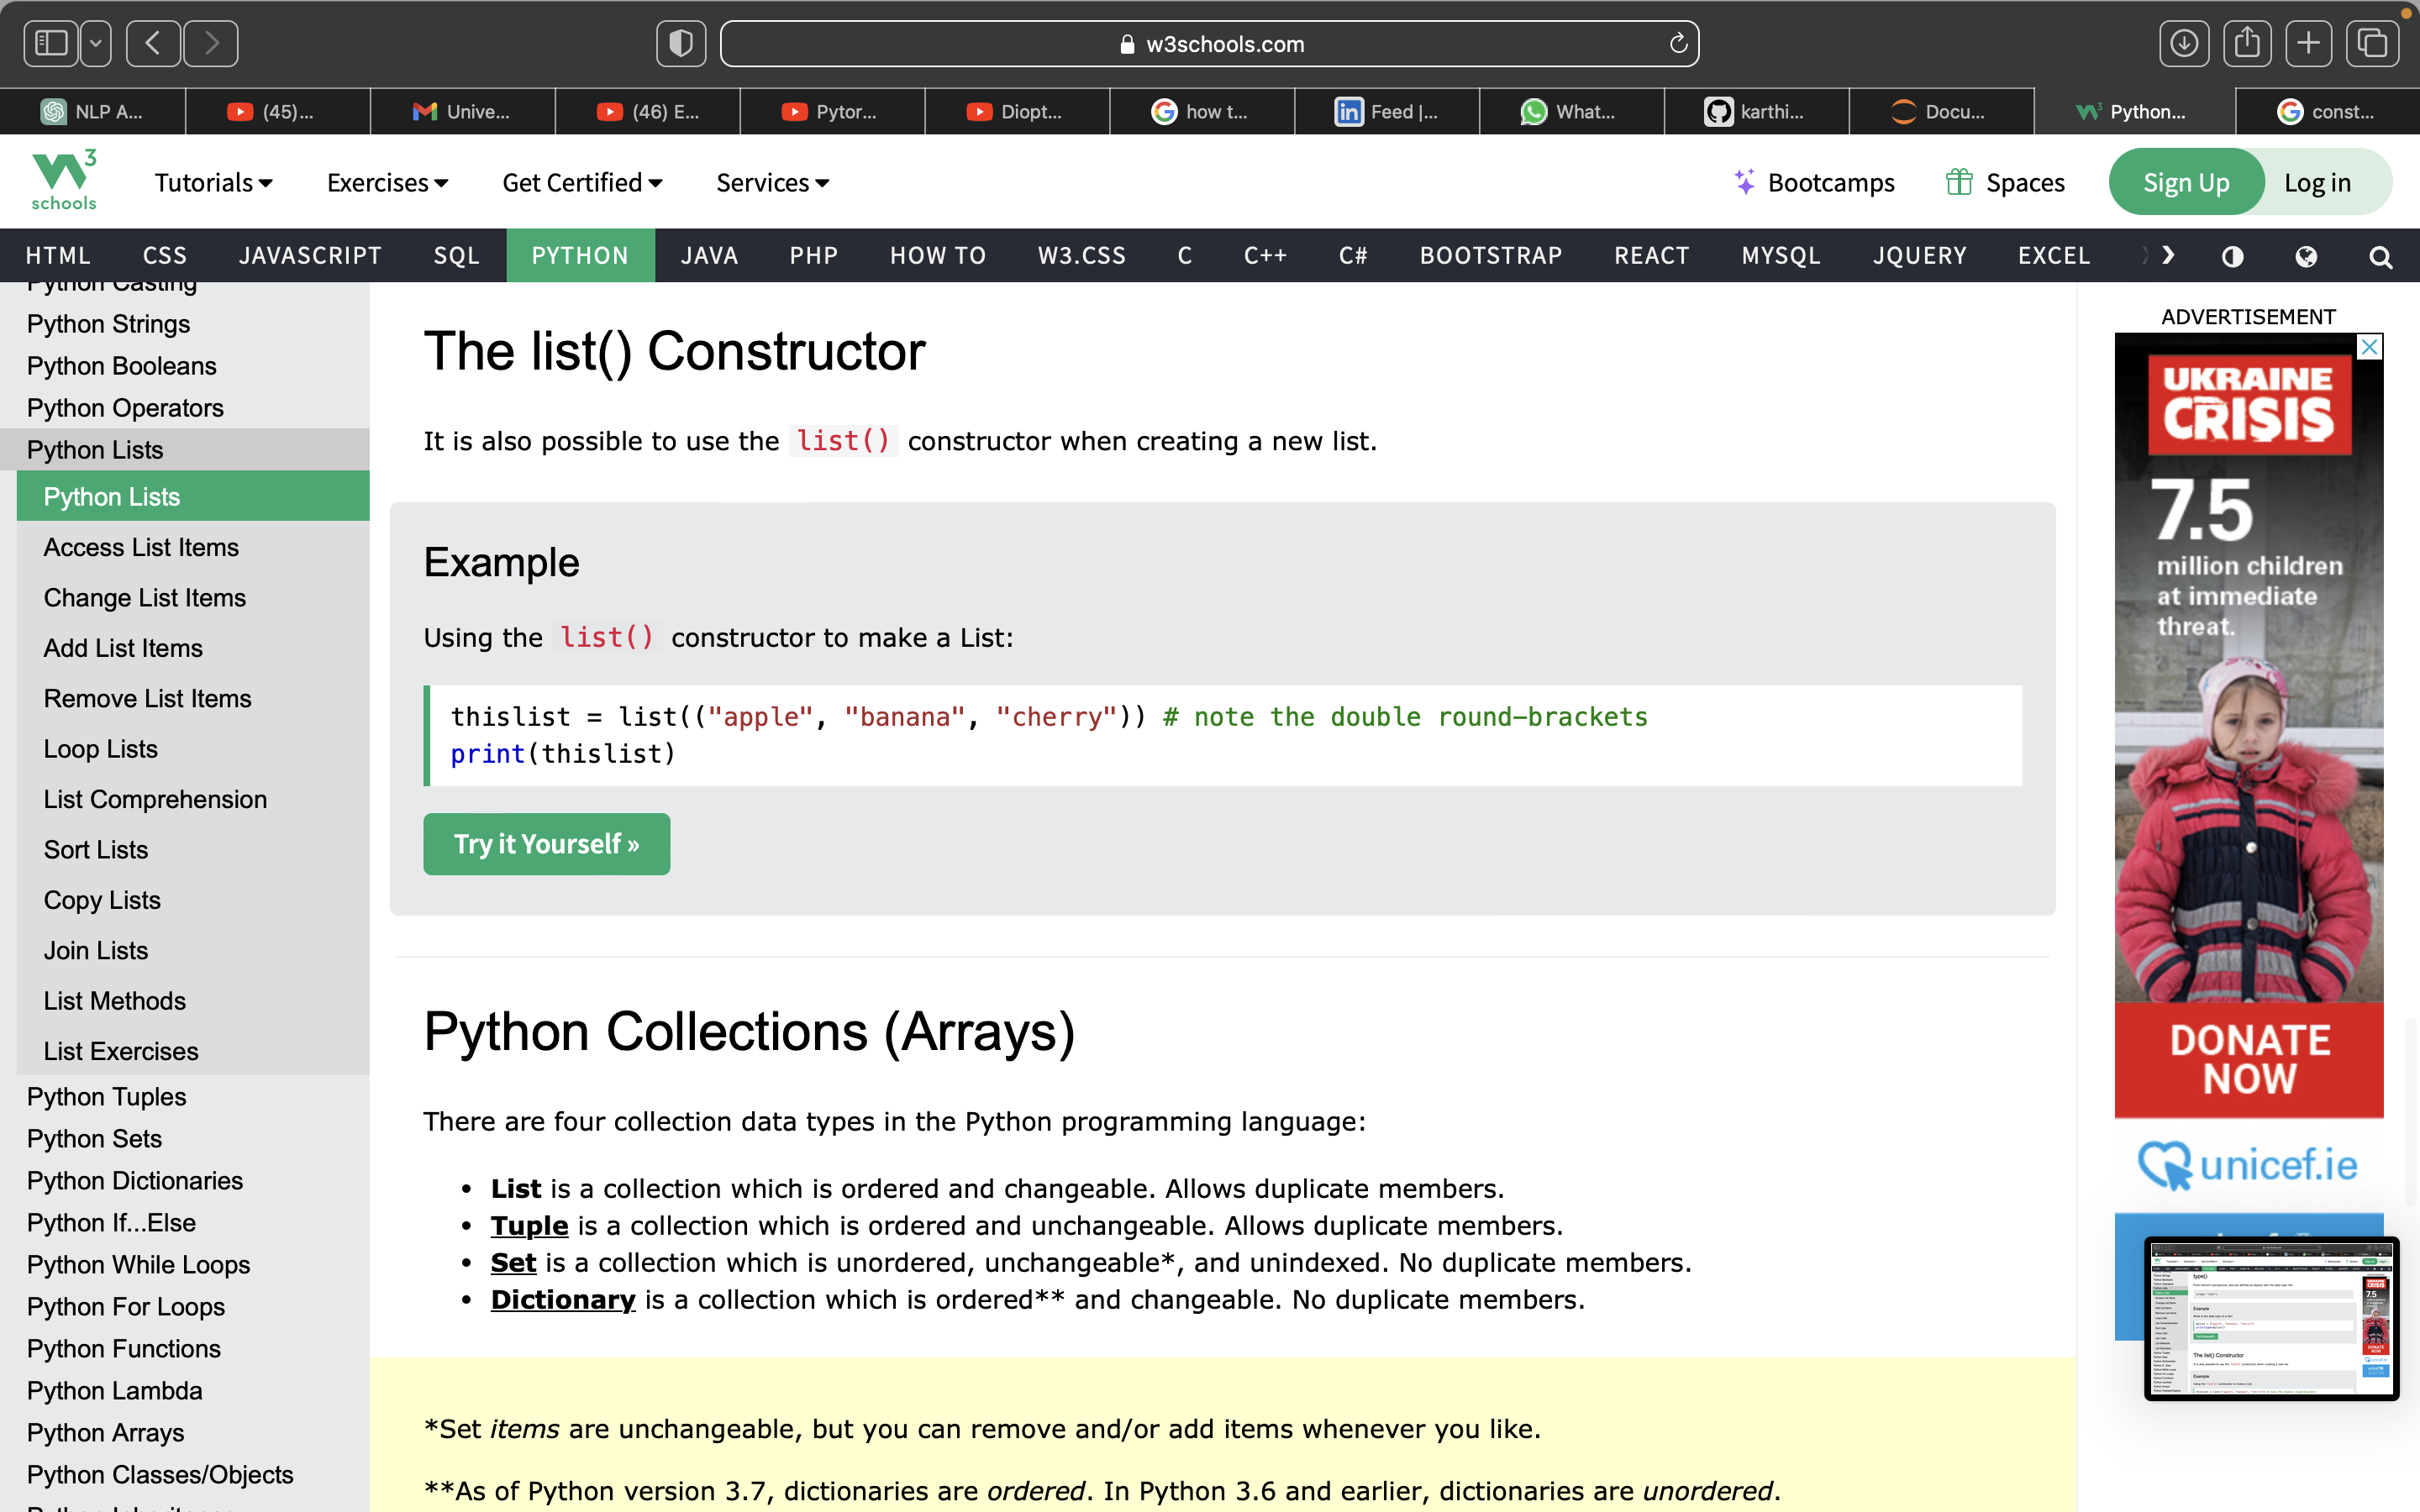 w3schools.com
NLP A...
(45)...
Unive...
(46) E...
Pytor...
Diopt...
how t...
Feed |...
What...
karthi...
Docu...
Python...
const...
W3
schools
Tutorials
Exercises
Get Certified
Services
Bootcamps
Spaces
Sign Up
Log in
HTML
CSS
JAVASCRIPT
SQL
PYTHON
JAVA
PHP
HOW TO
W3.CSS
C
C++
C#
BOOTSTRAP
REACT
MYSQL
JQUERY
EXCEL
Python Casting
Python Strings
Python Booleans
Python Operators
Python Lists
Python Lists
Access List Items
Change List Items
Add List Items
Remove List Items
Loop Lists
List Comprehension
Sort Lists
Copy Lists
Join Lists
List Methods
List Exercises
Python Tuples
Python Sets
Python Dictionaries
Python If...Else
Python While Loops
Python For Loops
Python Functions
Python Lambda
Python Arrays
Python Classes/Objects
The list() Constructor
It is also possible to use the list() constructor when creating a new list.
Example
Using the list() constructor to make a List:
thislist = list(("apple", "banana", "cherry")) # note the double round-brackets
print(thislist)
Try it Yourself »
Python Collections (Arrays)
There are four collection data types in the Python programming language:
• List is a collection which is ordered and changeable. Allows duplicate members.
• Tuple is a collection which is ordered and unchangeable. Allows duplicate members.
• Set is a collection which is unordered, unchangeable*, and unindexed. No duplicate members.
• Dictionary is a collection which is ordered** and changeable. No duplicate members.
*Set items are unchangeable, but you can remove and/or add items whenever you like.
**As of Python version 3.7, dictionaries are ordered. In Python 3.6 and earlier, dictionaries are unordered.
ADVERTISEMENT
UKRAINE
CRISIS
7.5
million children
at immediate
threat.
DONATE
NOW
unicef.ie